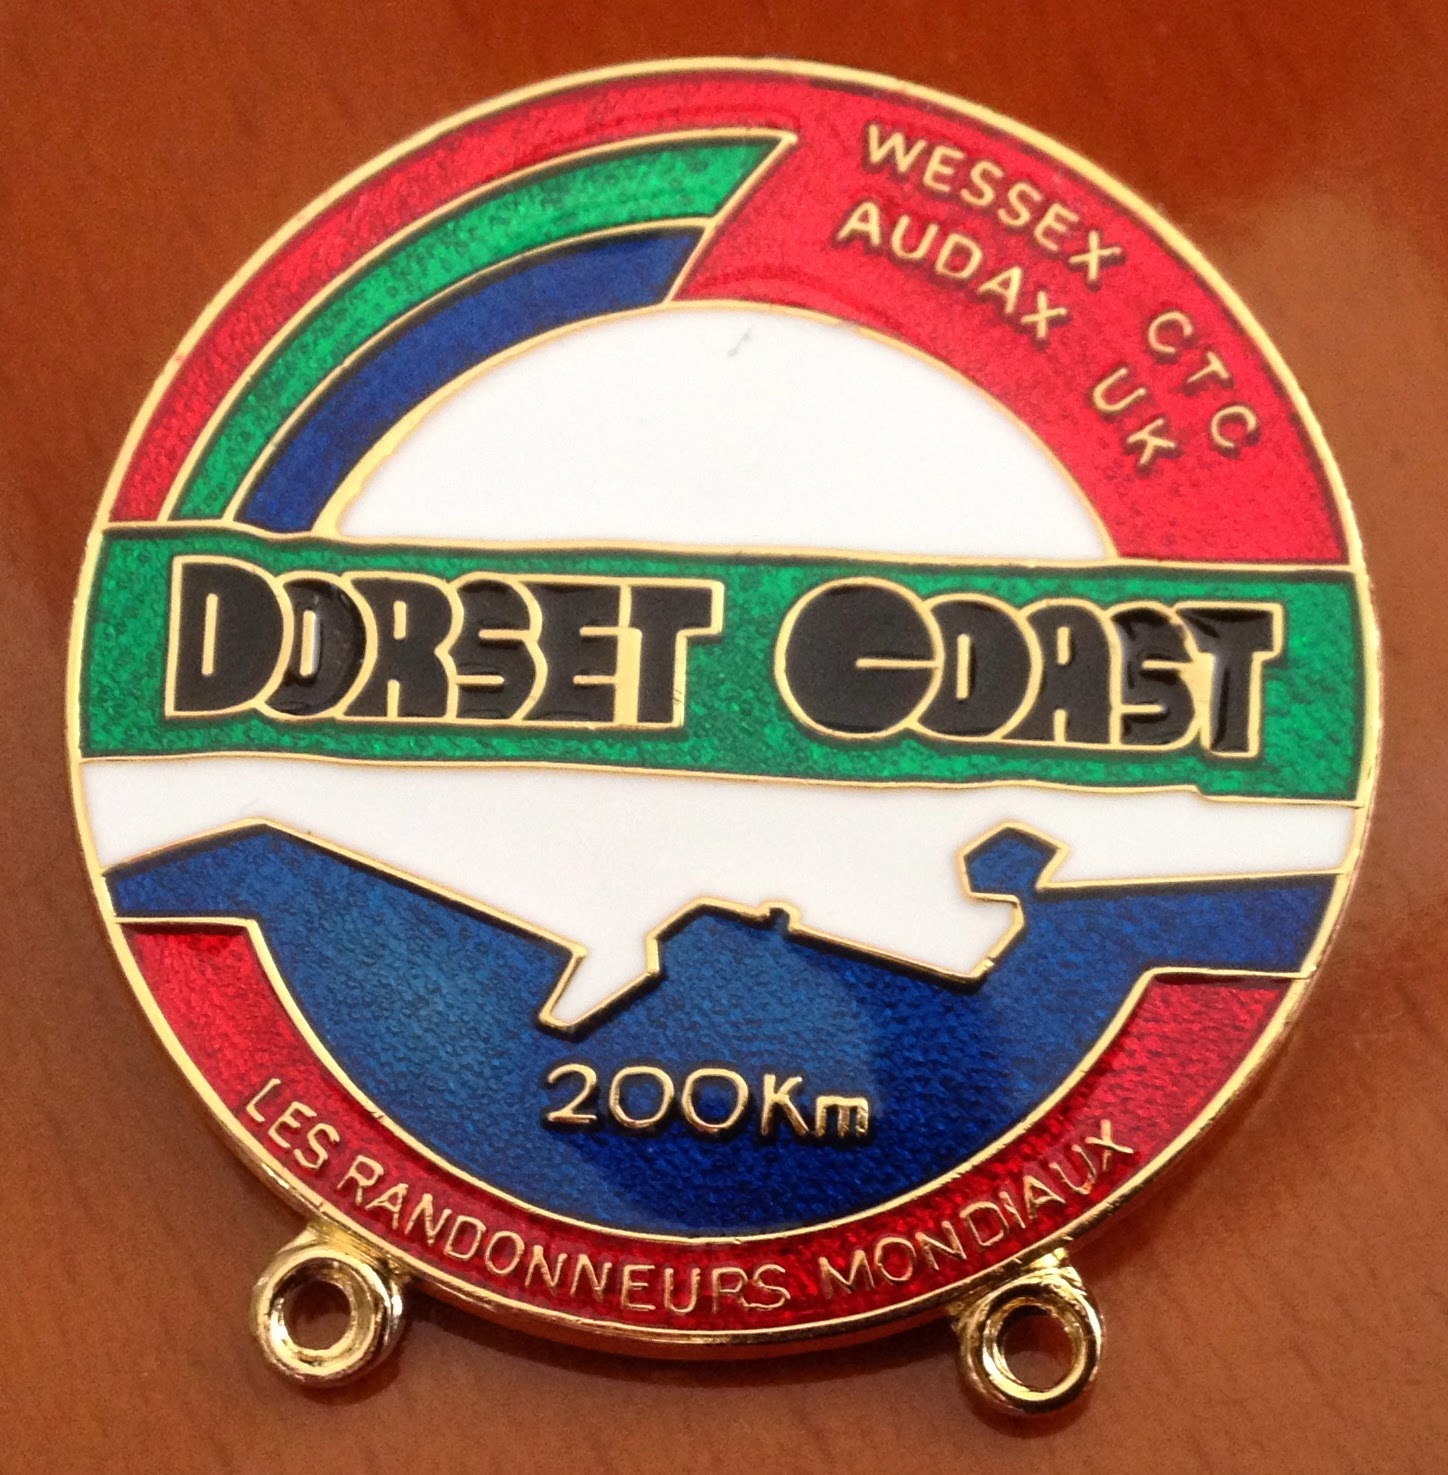 WESSEX CTC
AUDAX UK
DORSET COAST
200Km
LES RANDONNEURS MONDIAUX